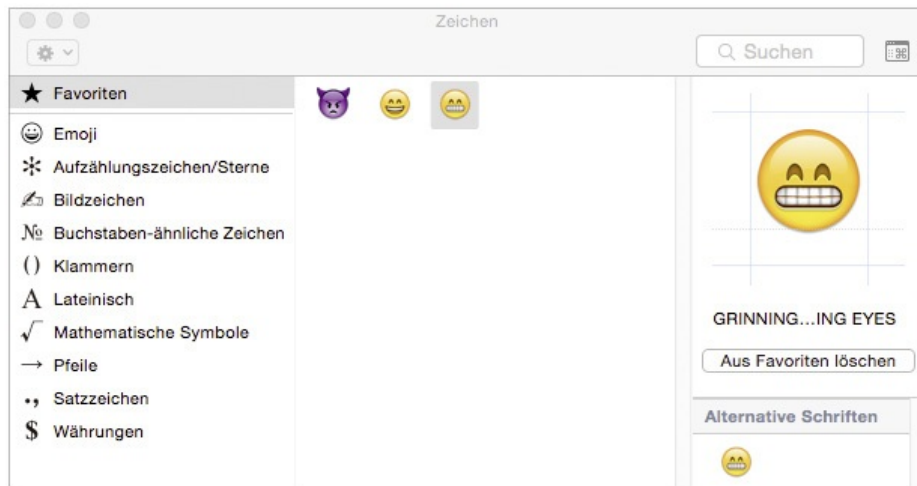 Zeichen
Suchen
Favoriten
Emoji
Aufzählungszeichen/Sterne
Bildzeichen
Buchstaben-ähnliche Zeichen
Klammern
Lateinisch
Mathematische Symbole
Pfeile
Satzzeichen
Währungen
GRINNING...ING EYES
Aus Favoriten löschen
Alternative Schriften